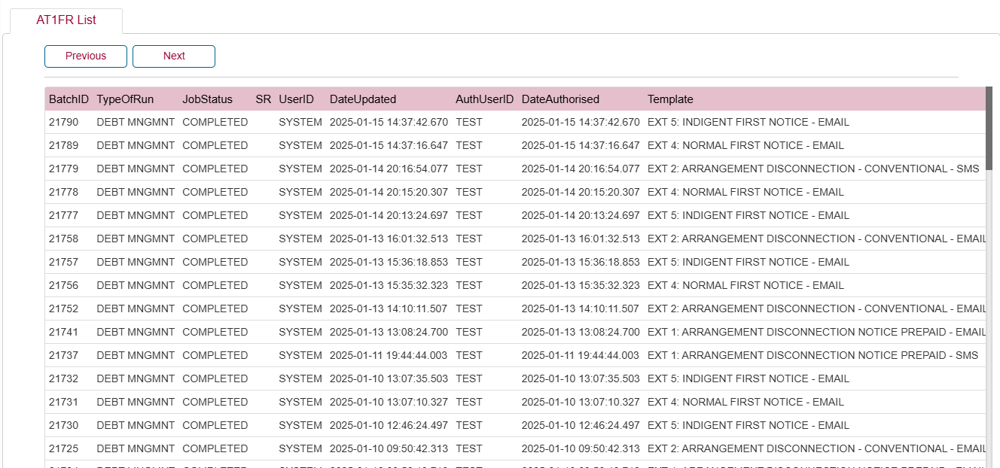 AT1FR List
Previous Next
BatchID TypeOfRun JobStatus SR UserID DateUpdated AuthUserID DateAuthorised Template
21790 DEBT MNGMNT COMPLETED SYSTEM 2025-01-15 14:37:42.670 TEST 2025-01-15 14:37:42.670 EXT 5: INDIGENT FIRST NOTICE - EMAIL
21789 DEBT MNGMNT COMPLETED SYSTEM 2025-01-15 14:37:16.647 TEST 2025-01-15 14:37:16.647 EXT 4: NORMAL FIRST NOTICE - EMAIL
21779 DEBT MNGMNT COMPLETED SYSTEM 2025-01-14 20:16:54.077 TEST 2025-01-14 20:16:54.077 EXT 2: ARRANGEMENT DISCONNECTION - CONVENTIONAL - SMS
21778 DEBT MNGMNT COMPLETED SYSTEM 2025-01-14 20:15:20.307 TEST 2025-01-14 20:15:20.307 EXT 4: NORMAL FIRST NOTICE - EMAIL
21777 DEBT MNGMNT COMPLETED SYSTEM 2025-01-14 20:13:24.697 TEST 2025-01-14 20:13:24.697 EXT 5: INDIGENT FIRST NOTICE - EMAIL
21758 DEBT MNGMNT COMPLETED SYSTEM 2025-01-13 16:01:32.513 TEST 2025-01-13 16:01:32.513 EXT 2: ARRANGEMENT DISCONNECTION - CONVENTIONAL - EMAIL
21757 DEBT MNGMNT COMPLETED SYSTEM 2025-01-13 15:36:18.853 TEST 2025-01-13 15:36:18.853 EXT 5: INDIGENT FIRST NOTICE - EMAIL
21756 DEBT MNGMNT COMPLETED SYSTEM 2025-01-13 15:35:32.323 TEST 2025-01-13 15:35:32.323 EXT 4: NORMAL FIRST NOTICE - EMAIL
21752 DEBT MNGMNT COMPLETED SYSTEM 2025-01-13 14:10:11.507 TEST 2025-01-13 14:10:11.507 EXT 2: ARRANGEMENT DISCONNECTION - CONVENTIONAL - EMAIL
21741 DEBT MNGMNT COMPLETED SYSTEM 2025-01-13 13:08:24.700 TEST 2025-01-13 13:08:24.700 EXT 1: ARRANGEMENT DISCONNECTION NOTICE PREPAID - EMAIL
21737 DEBT MNGMNT COMPLETED SYSTEM 2025-01-11 19:44:44.003 TEST 2025-01-11 19:44:44.003 EXT 1: ARRANGEMENT DISCONNECTION NOTICE PREPAID - SMS
21732 DEBT MNGMNT COMPLETED SYSTEM 2025-01-10 13:07:35.503 TEST 2025-01-10 13:07:35.503 EXT 5: INDIGENT FIRST NOTICE - EMAIL
21731 DEBT MNGMNT COMPLETED SYSTEM 2025-01-10 13:07:10.327 TEST 2025-01-10 13:07:10.327 EXT 4: NORMAL FIRST NOTICE - EMAIL
21730 DEBT MNGMNT COMPLETED SYSTEM 2025-01-10 12:46:24.497 TEST 2025-01-10 12:46:24.497 EXT 5: INDIGENT FIRST NOTICE - EMAIL
21725 DEBT MNGMNT COMPLETED SYSTEM 2025-01-10 09:50:42.313 TEST 2025-01-10 09:50:42.313 EXT 2: ARRANGEMENT DISCONNECTION - CONVENTIONAL - EMAIL